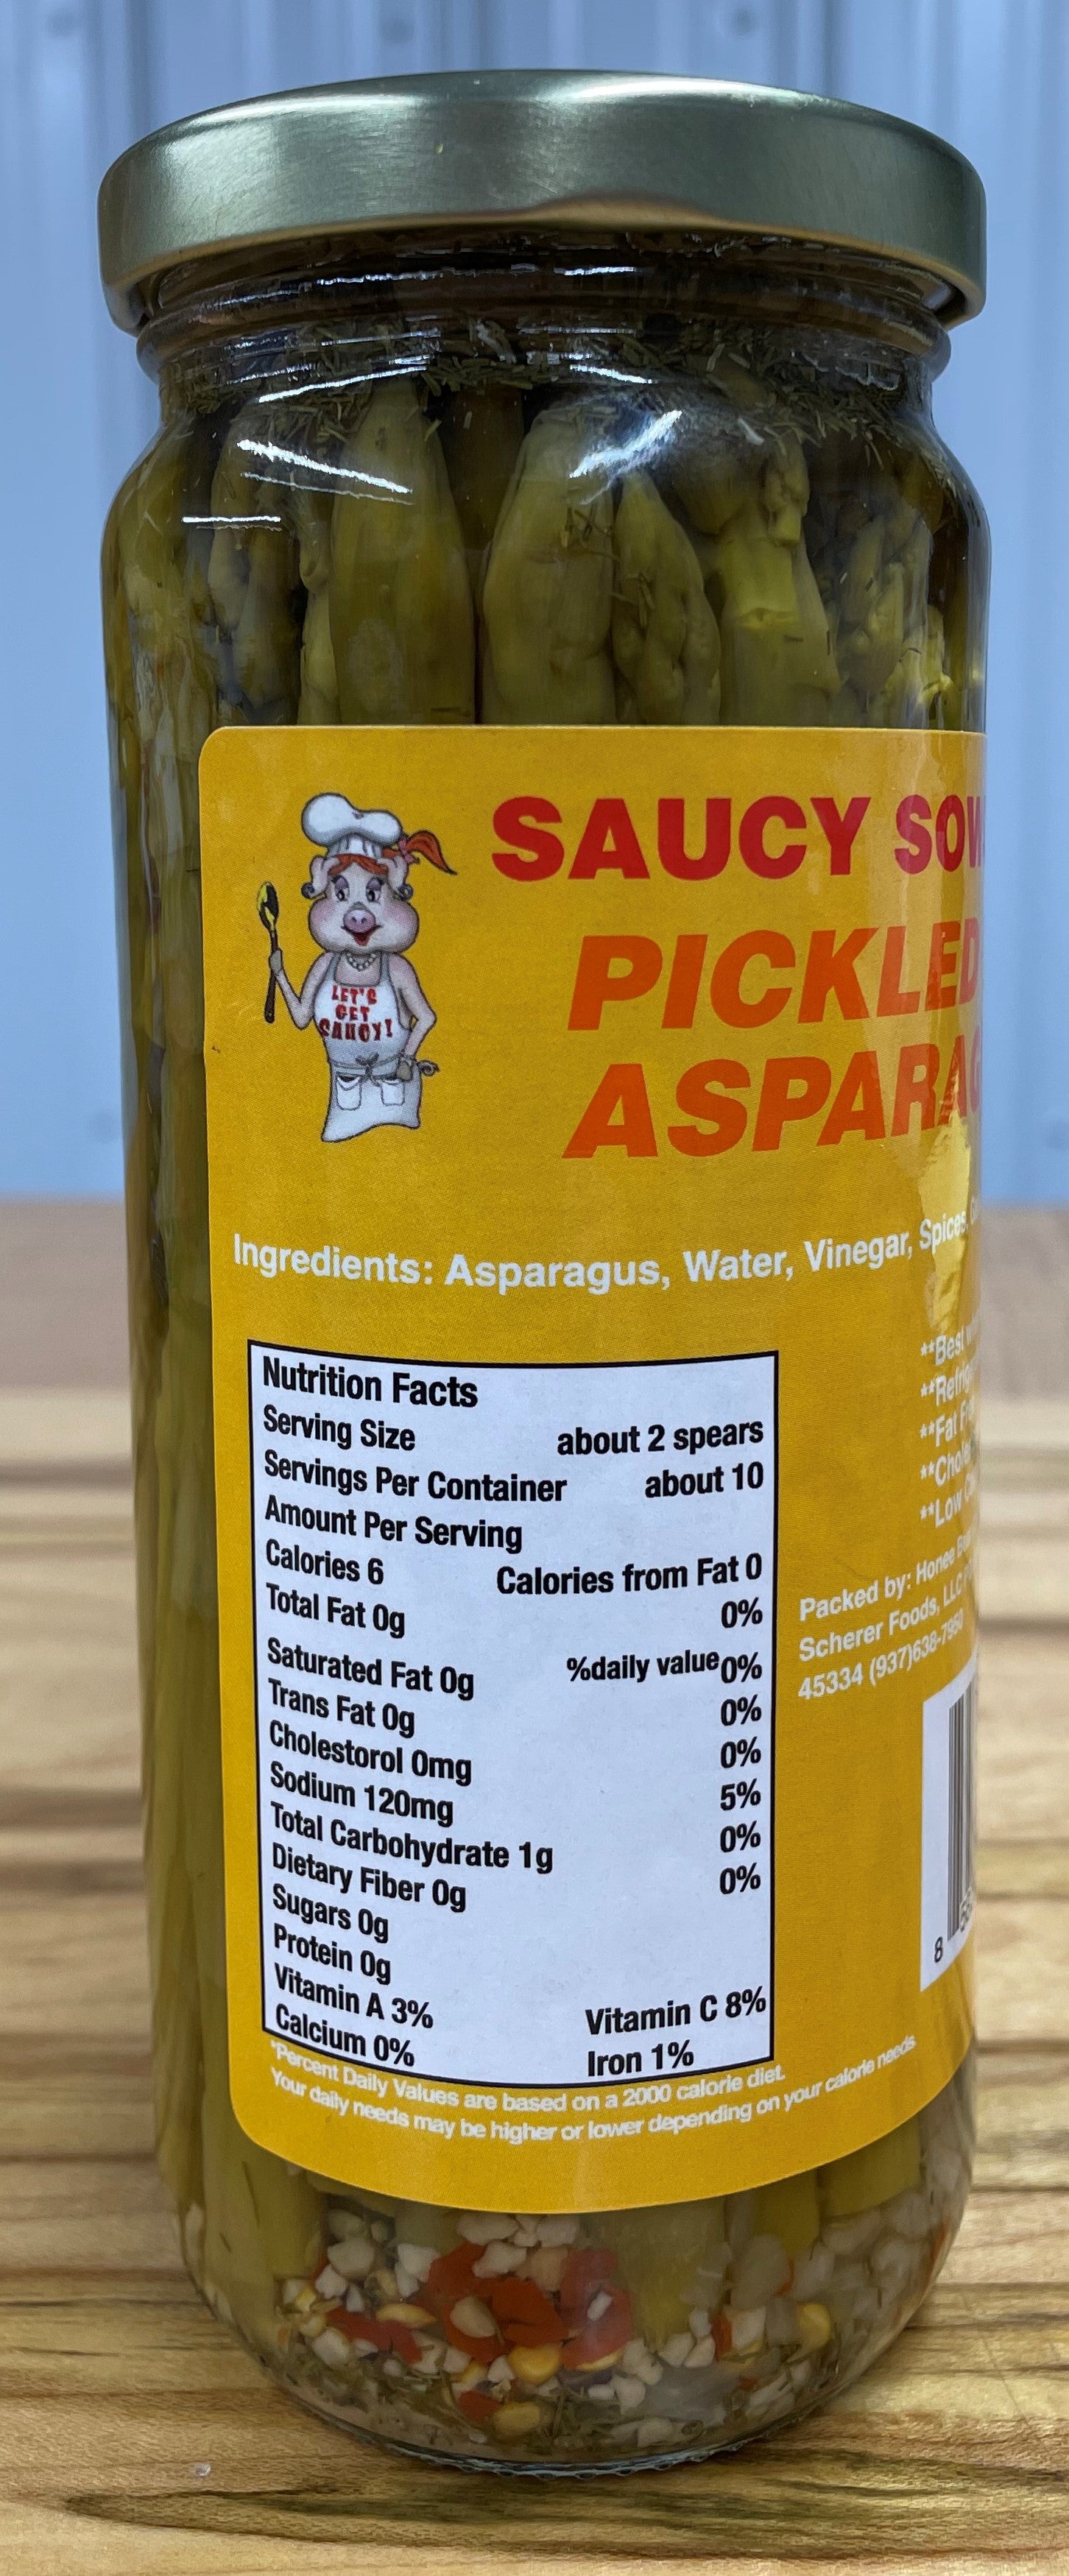 LET'S
GET
SAUCY!
SAUCY SOW
PICKLED
ASPARAG
Ingredients: Asparagus, Water, Vinegar, Spices,
Nutrition Facts
Serving Size about 2 spears
Servings Per Container about 10
Amount Per Serving
Calories 6 Calories from Fat 0
Total Fat 0g 0%
Saturated Fat 0g %daily value 0%
Trans Fat 0g 0%
Cholestorol 0mg 0%
Sodium 120mg 5%
Total Carbohydrate 1g 0%
Dietary Fiber 0g 0%
Sugars 0g
Protein 0g
Vitamin A 3% Vitamin C 8%
Calcium 0% Iron 1%
*Percent Daily Values are based on a 2000 calorie diet.
Your daily needs may be higher or lower depending on your calorie needs
**Best
**Refrig
**Fat
**Chole
**Low
Packed by: Honee
Scherer Foods, LLC
45334 (937)638-7950
8